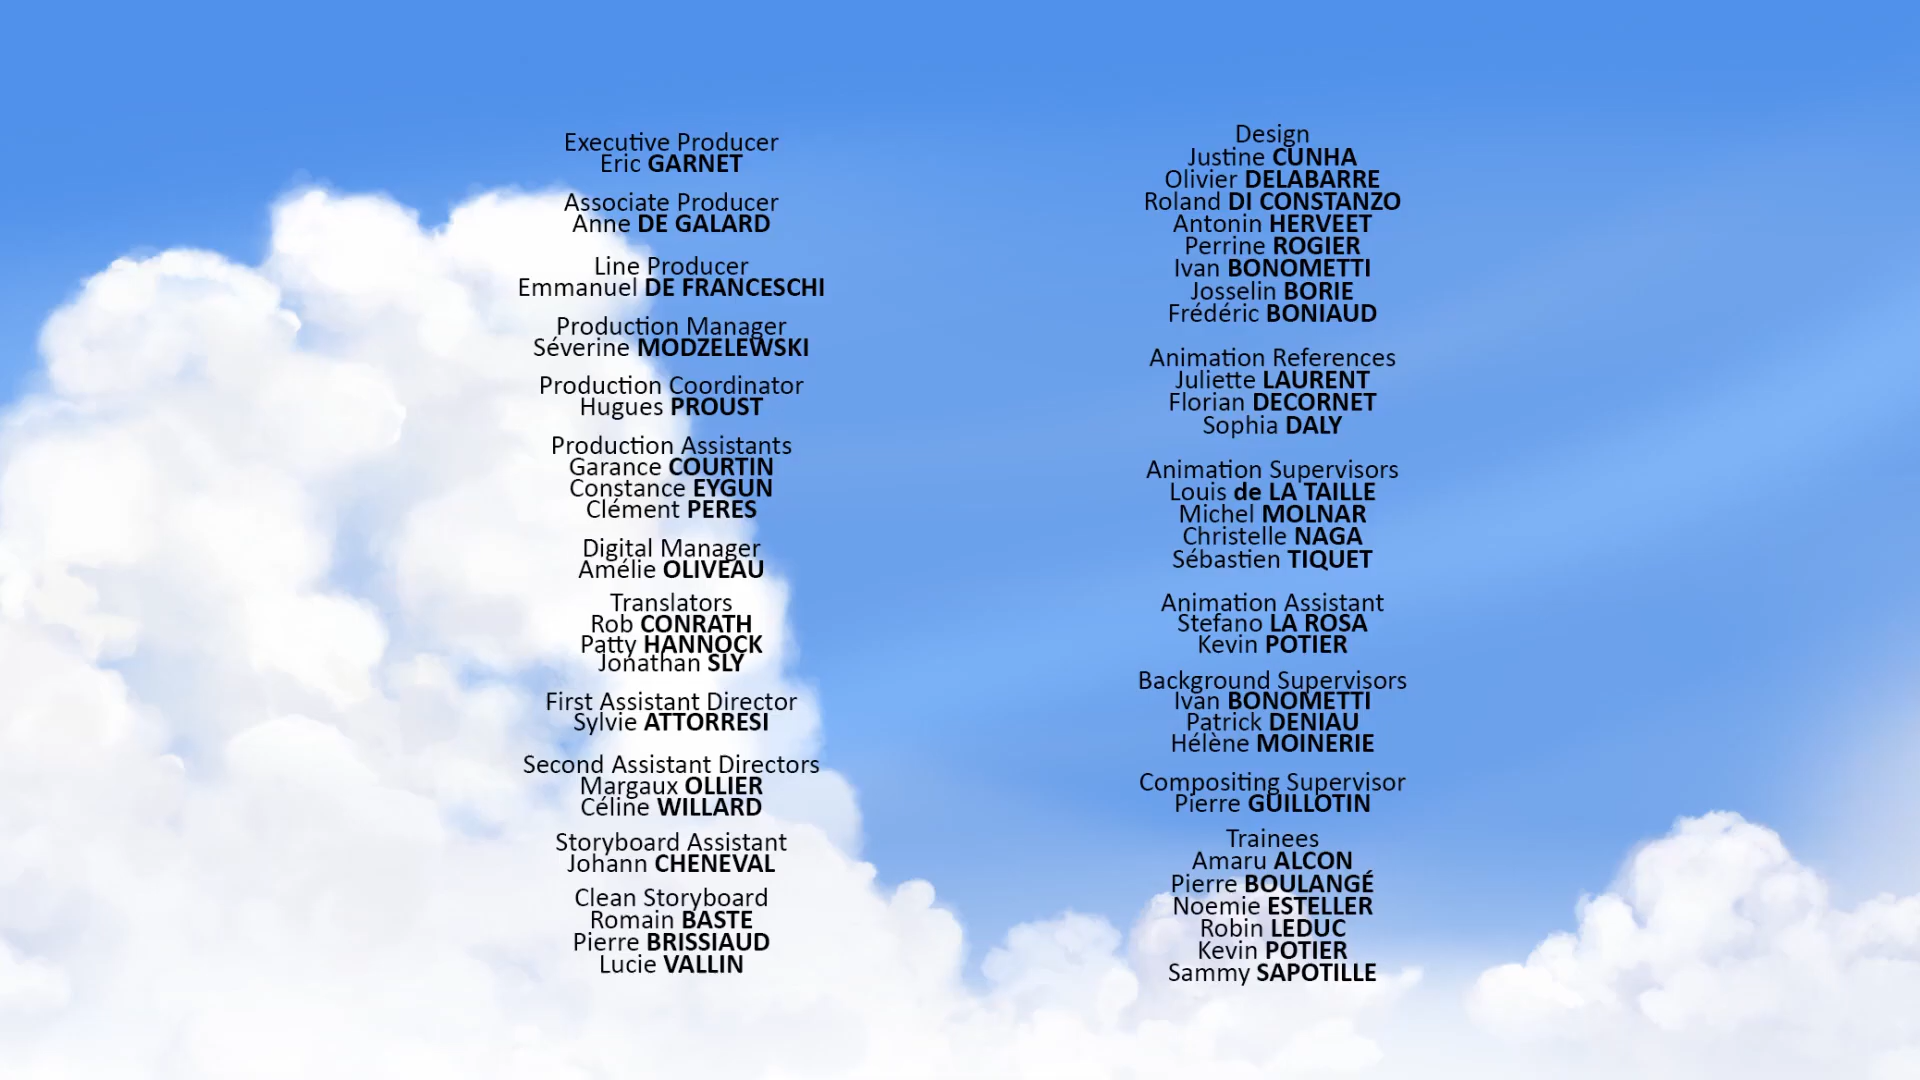 Executive Producer
Eric GARNET
Associate Producer
Anne DE GALARD
Line Producer
Emmanuel DE FRANCESCHI
Production Manager
Séverine MODZELEWSKI
Production Coordinator
Hugues PROUST
Production Assistants
Garance COURTIN
Constance EYGUN
Clément PERES
Digital Manager
Amélie OLIVEAU
Translators
Rob CONRATH
Patty HANNOCK
Jonathan SLY
First Assistant Director
Sylvie ATTORRESI
Second Assistant Directors
Margaux OLLIER
Céline WILLARD
Storyboard Assistant
Johann CHENEVAL
Clean Storyboard
Romain BASTE
Pierre BRISSIAUD
Lucie VALLIN
Design
Justine CUNHA
Olivier DELABARRE
Roland DI CONSTANZO
Antonin HERVEET
Perrine ROGIER
Ivan BONOMETTI
Josselin BORIE
Frédéric BONIAUD
Animation References
Juliette LAURENT
Florian DECORNET
Sophia DALY
Animation Supervisors
Louis de LA TAILLE
Michel MOLNAR
Christelle NAGA
Sébastien TIQUET
Animation Assistant
Stefano LA ROSA
Kevin POTIER
Background Supervisors
Ivan BONOMETTI
Patrick DENIAU
Hélène MOINERIE
Compositing Supervisor
Pierre GUILLOTIN
Trainees
Amaru ALCON
Pierre BOULANGÉ
Noemie ESTELLER
Robin LEDUC
Kevin POTIER
Sammy SAPOTILLE